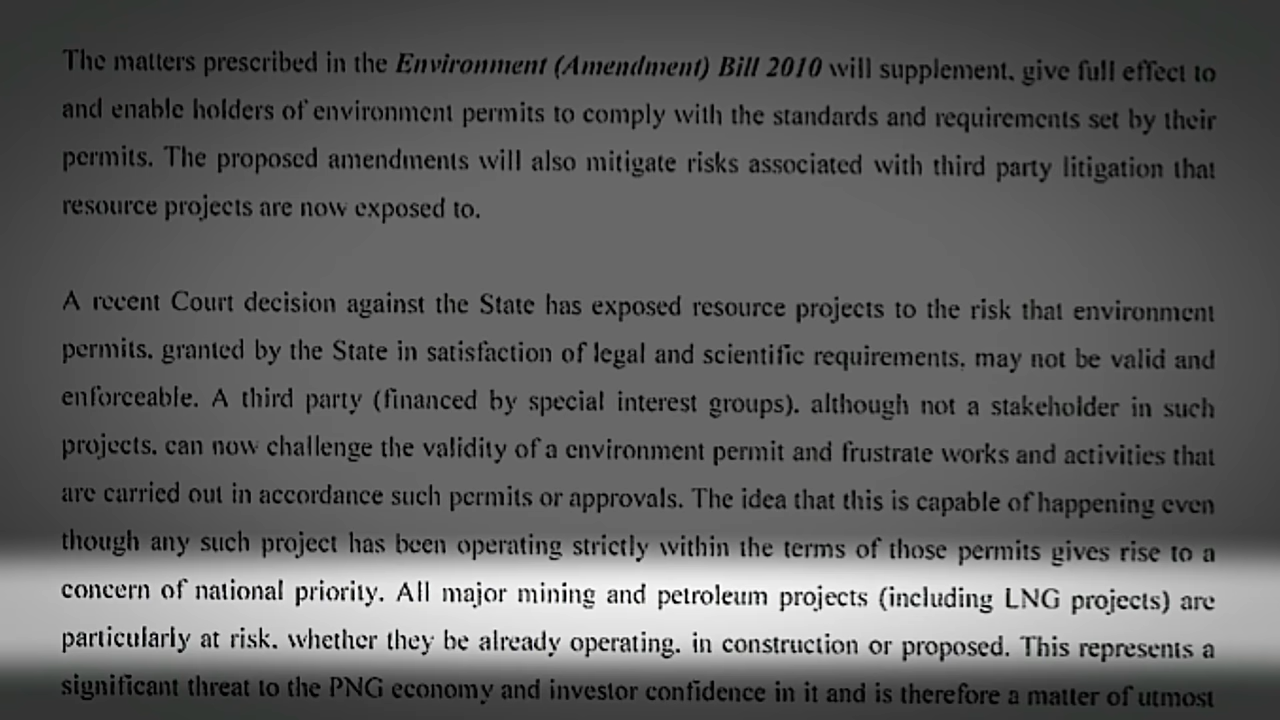 The matters prescribed in the Environment (Amendment) Bill 2010 will supplement, give full effect to
and enable holders of environment permits to comply with the standards and requirements set by their
permits. The proposed amendments will also mitigate risks associated with third party litigation that
resource projects are now exposed to.
A recent Court decision against the State has exposed resource projects to the risk that environment
permits, granted by the State in satisfaction of legal and scientific requirements, may not be valid and
enforceable. A third party (financed by special interest groups), although not a stakeholder in such
projects, can now challenge the validity of a environment permit and frustrate works and activities that
are carried out in accordance such permits or approvals. The idea that this is capable of happening even
though any such project has been operating strictly within the terms of those permits gives rise to a
concern of national priority. All major mining and petroleum projects (including LNG projects) are
particularly at risk, whether they be already operating, in construction or proposed. This represents a
significant threat to the PNG economy and investor confidence in it and is therefore a matter of utmost